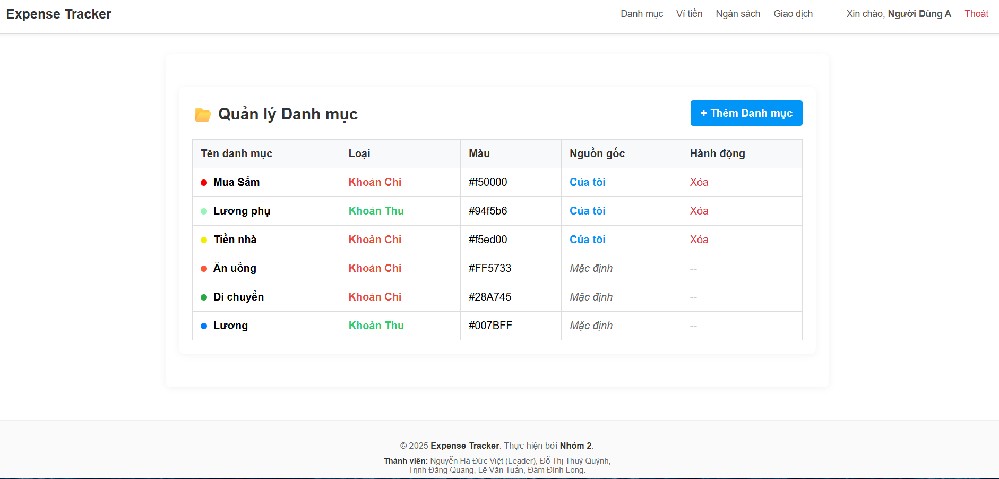 Expense Tracker
Danh mục Ví tiền Ngân sách Giao dịch Xin chào, Người Dùng A Thoát
Quản lý Danh mục
+ Thêm Danh mục
Tên danh mục Loại Màu Nguồn gốc Hành động
Mua Sắm Khoản Chi #f50000 Của tôi Xóa
Lương phụ Khoản Thu #94f5b6 Của tôi Xóa
Tiền nhà Khoản Chi #f5ed00 Của tôi Xóa
Ăn uống Khoản Chi #FF5733 Mặc định --
Di chuyển Khoản Chi #28A745 Mặc định --
Lương Khoản Thu #007BFF Mặc định --
© 2025 Expense Tracker. Thực hiện bởi Nhóm 2.
Thành viên: Nguyễn Hà Đức Việt (Leader), Đỗ Thị Thuý Quỳnh,
Trịnh Đăng Quang, Lê Văn Tuấn, Đàm Đình Long.